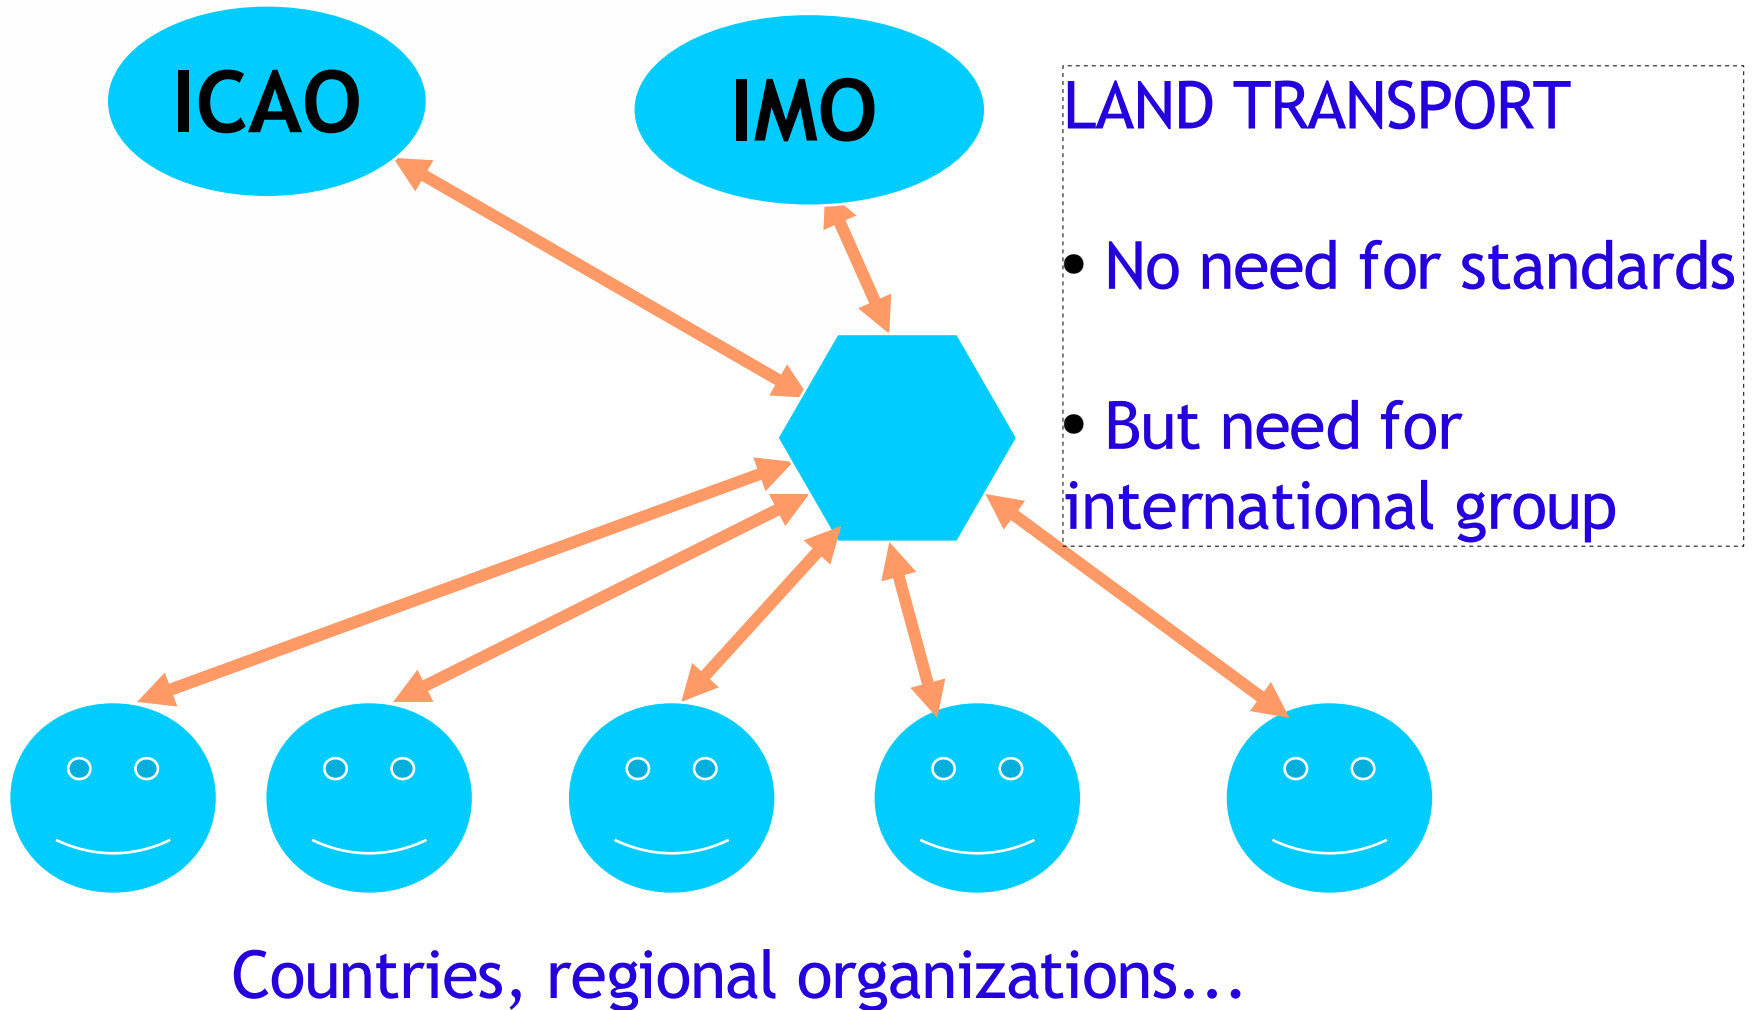 ICAO
IMO
LAND TRANSPORT
• No need for standards
• But need for
international group
Countries, regional organizations...